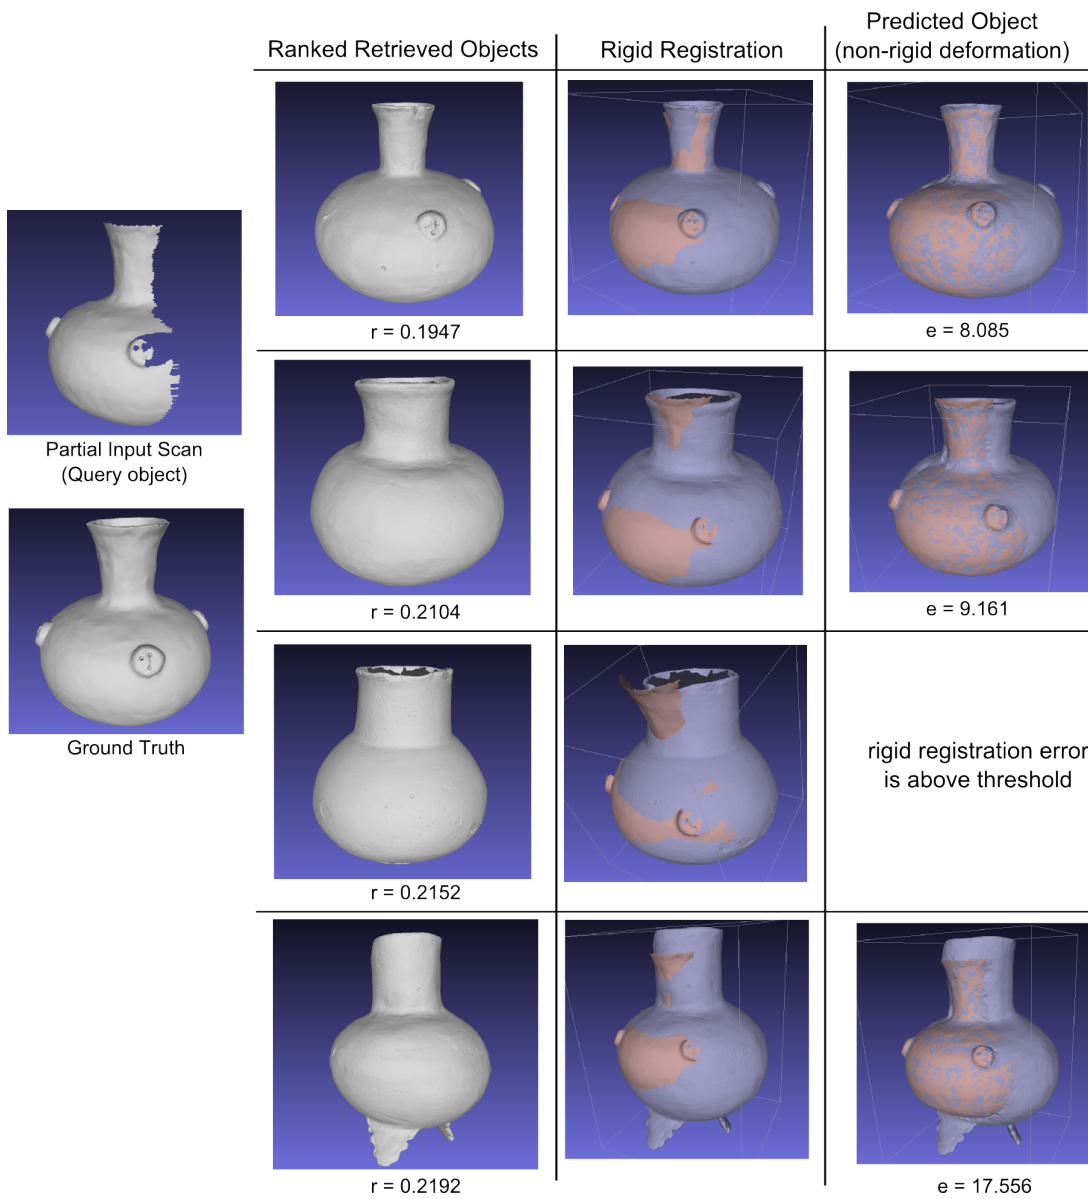 Ranked Retrieved Objects
Rigid Registration
Predicted Object
(non-rigid deformation)
Partial Input Scan
(Query object)
Ground Truth
r = 0.1947
e = 8.085
r = 0.2104
e = 9.161
r = 0.2152
rigid registration error
is above threshold
r = 0.2192
e = 17.556